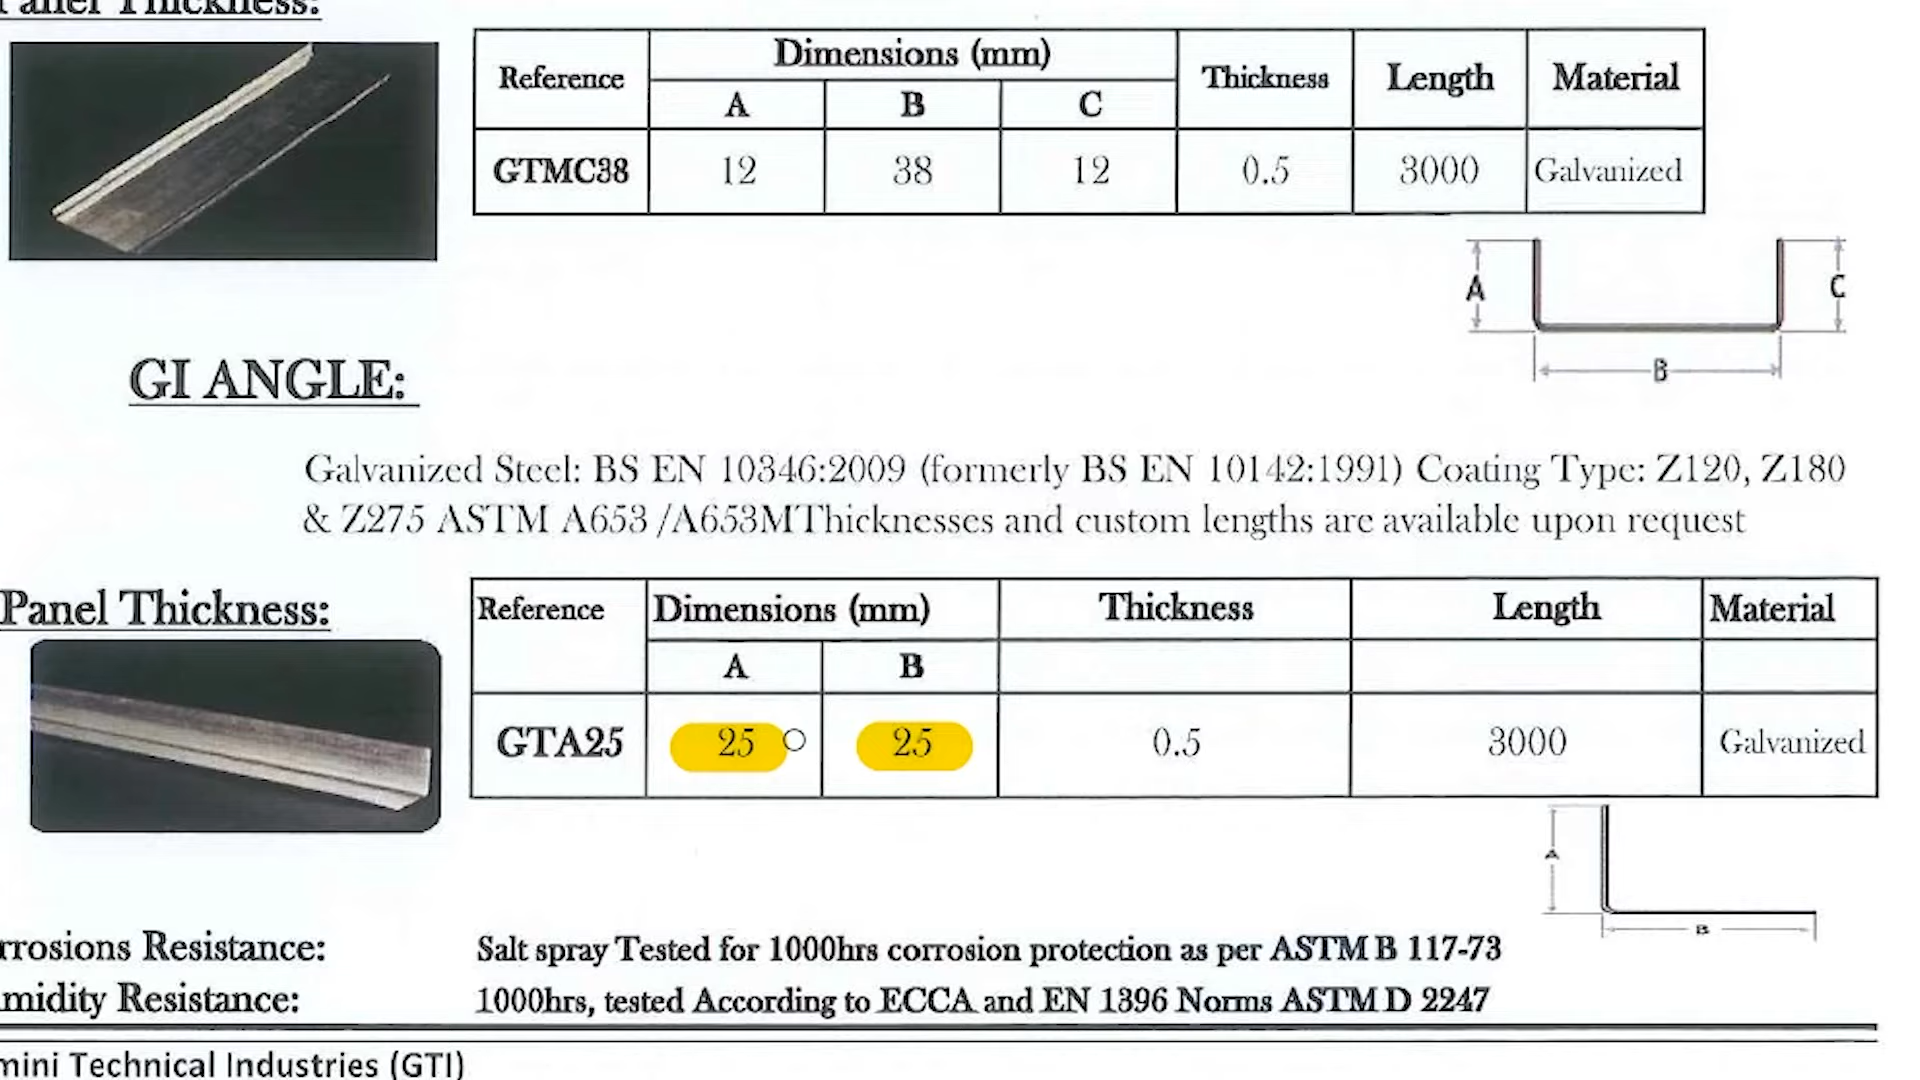 Panel Thickness:
Reference Dimensions (mm) Thickness Length Material
A B C
GTMC38 12 38 12 0.5 3000 Galvanized
A C
B
GI ANGLE:
Galvanized Steel: BS EN 10346:2009 (formerly BS EN 10142:1991) Coating Type: Z120, Z180
& Z275 ASTM A653 /A653MThicknesses and custom lengths are available upon request
Panel Thickness:
Reference Dimensions (mm) Thickness Length Material
A B
GTA25 25 25 0.5 3000 Galvanized
A
B
rrosions Resistance: Salt spray Tested for 1000hrs corrosion protection as per ASTM B 117-73
midity Resistance: 1000hrs, tested According to ECCA and EN 1396 Norms ASTM D 2247
mini Technical Industries (GTI)